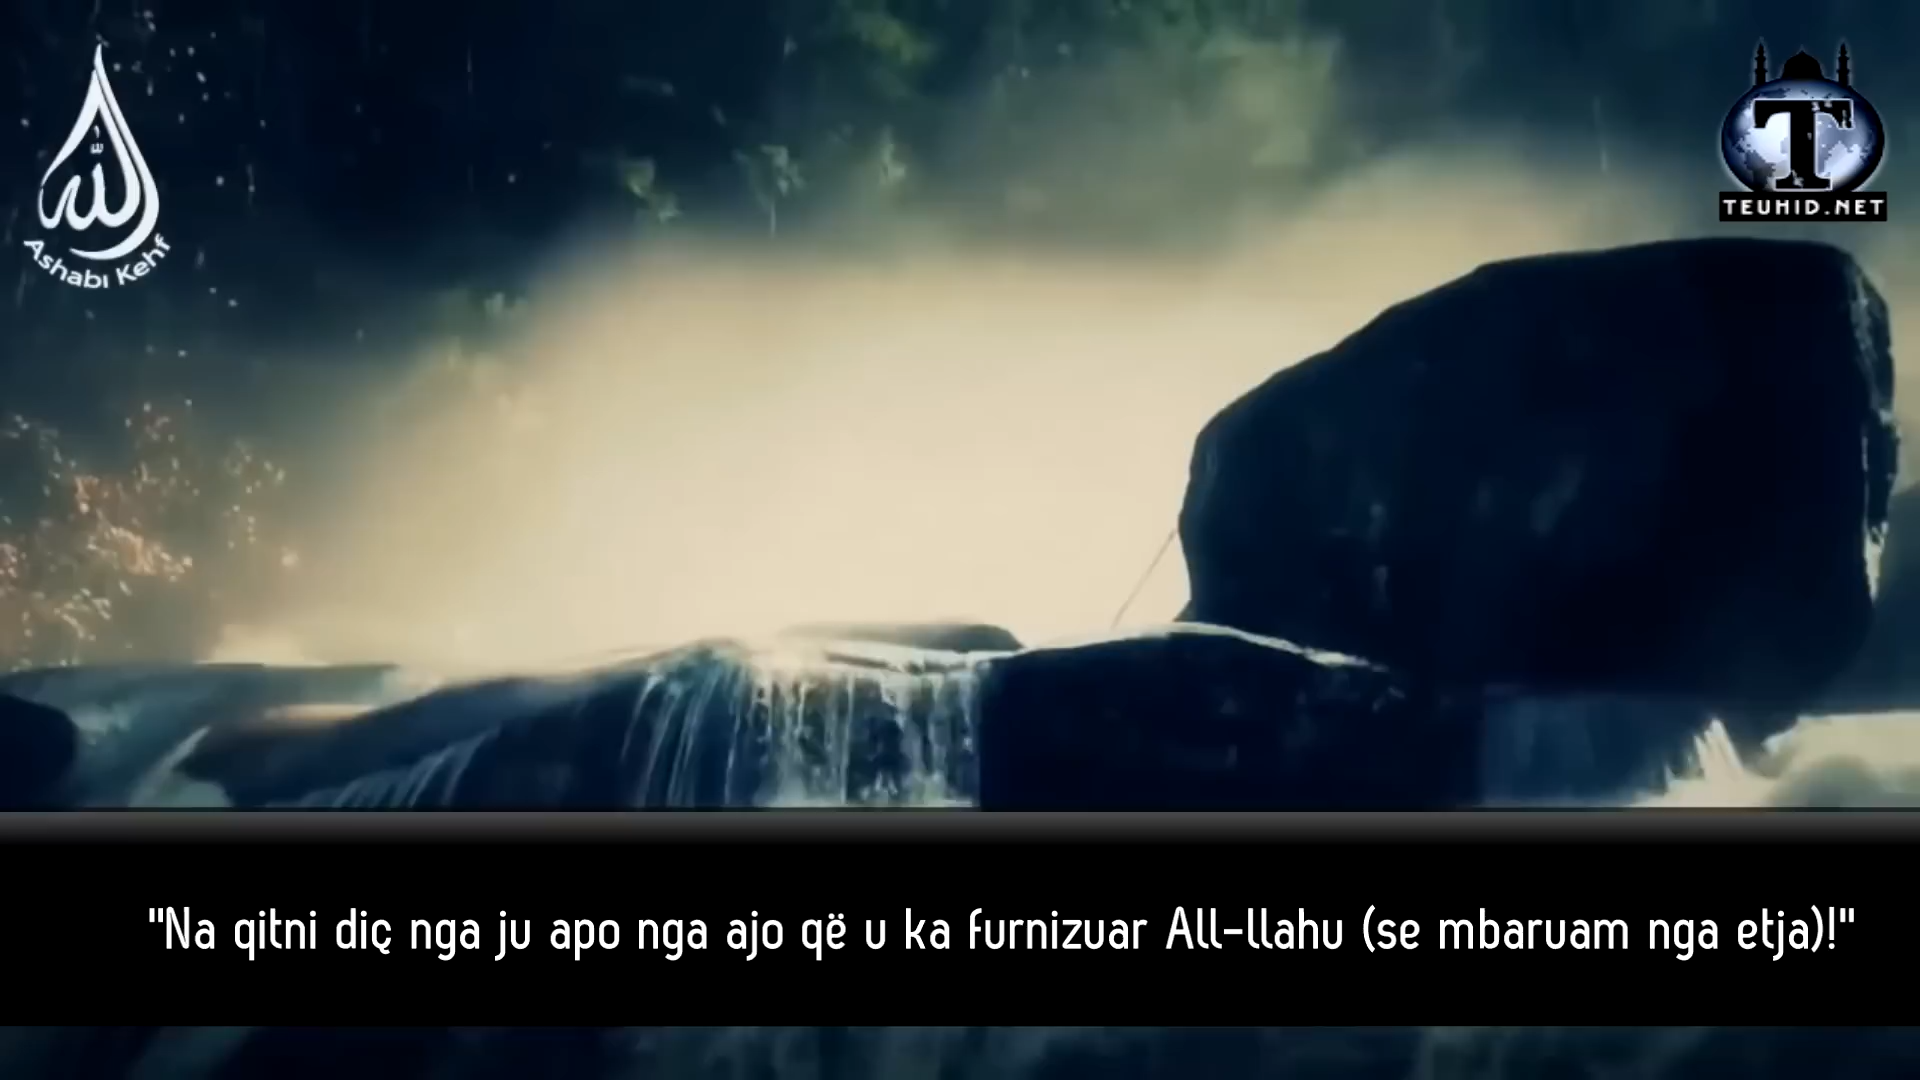 الله
Ashabı Kehf
T
TEUHID.NET
"Na qitni diç nga ju apo nga ajo që u ka furnizuar All-llahu (se mbaruam nga etja)!"